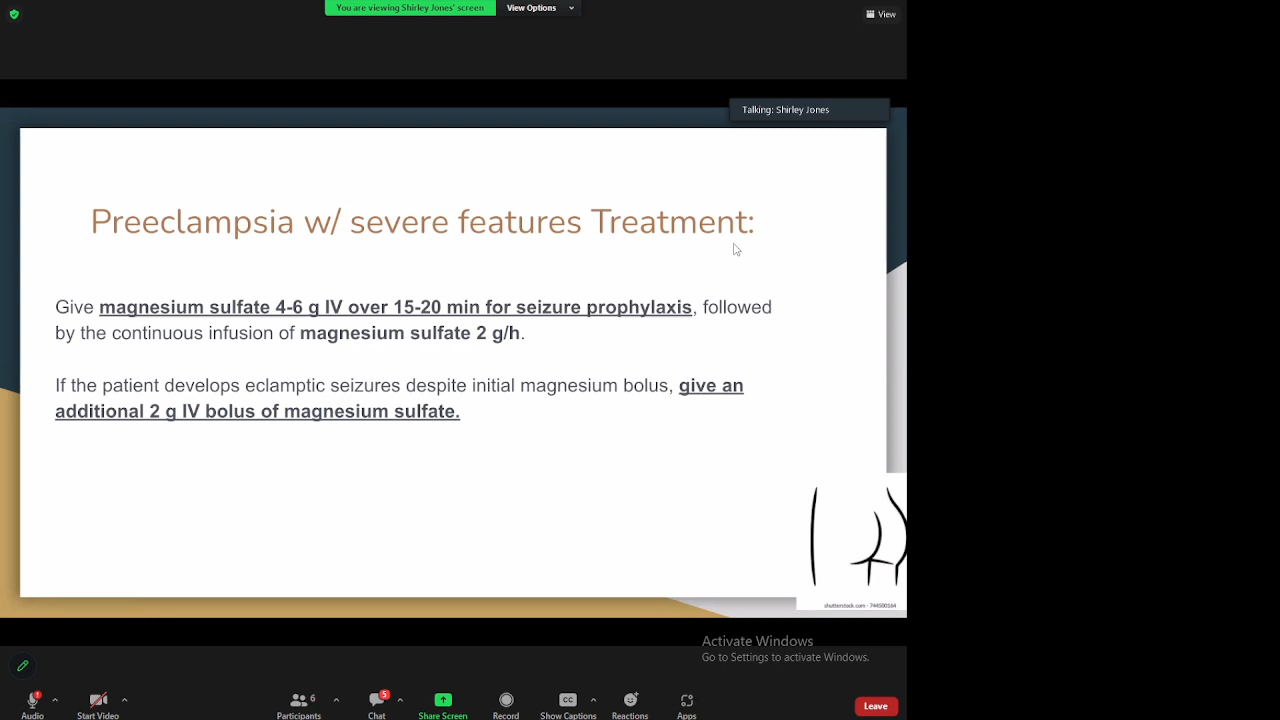 You are viewing Shirley Jones' screen
View Options
View
Talking: Shirley Jones
Preeclampsia w/ severe features Treatment:
Give magnesium sulfate 4-6 g IV over 15-20 min for seizure prophylaxis, followed
by the continuous infusion of magnesium sulfate 2 g/h.
If the patient develops eclamptic seizures despite initial magnesium bolus, give an
additional 2 g IV bolus of magnesium sulfate.
Activate Windows
Go to Settings to activate Windows.
6
5
Audio
Start Video
Participants
Chat
Share Screen
Record
CC
Show Captions
Reactions
Apps
Leave